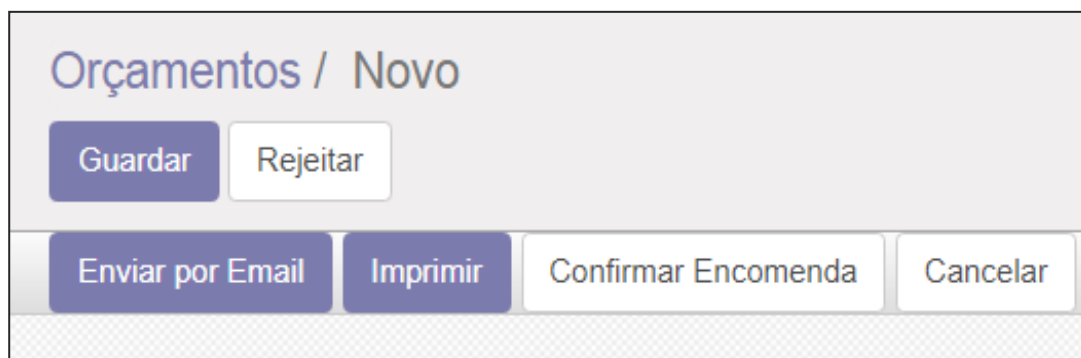 Orçamentos / Novo
Guardar Rejeitar
Enviar por Email Imprimir Confirmar Encomenda Cancelar